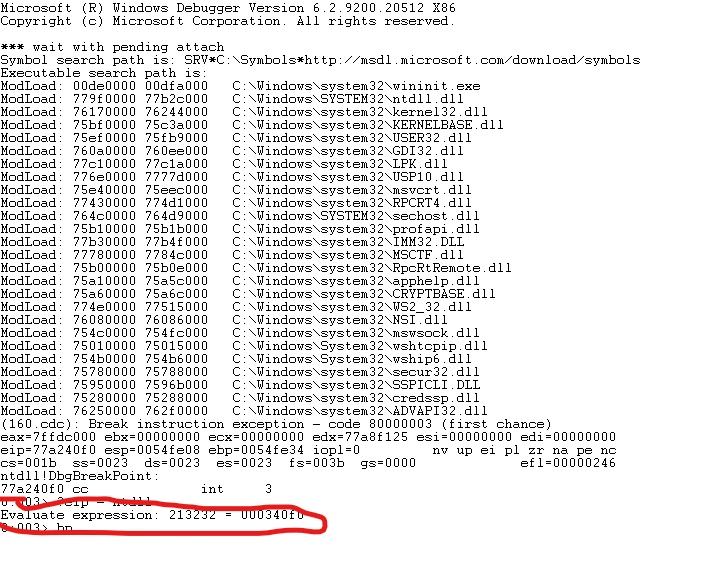 Microsoft (R) Windows Debugger Version 6.2.9200.20512 X86
Copyright (c) Microsoft Corporation. All rights reserved.
*** wait with pending attach
Symbol search path is: SRV*C:\Symbols*http://msdl.microsoft.com/download/symbols
Executable search path is:
ModLoad: 00de0000 00dfa000   C:\Windows\system32\wininit.exe
ModLoad: 779f0000 77b2c000   C:\Windows\SYSTEM32\ntdll.dll
ModLoad: 76170000 76244000   C:\Windows\system32\kernel32.dll
ModLoad: 75bf0000 75c3a000   C:\Windows\system32\KERNELBASE.dll
ModLoad: 75ef0000 75fb9000   C:\Windows\system32\USER32.dll
ModLoad: 760a0000 760ee000   C:\Windows\system32\GDI32.dll
ModLoad: 77c10000 77c1a000   C:\Windows\system32\LPK.dll
ModLoad: 776e0000 7777d000   C:\Windows\system32\USP10.dll
ModLoad: 75e40000 75eec000   C:\Windows\system32\msvcrt.dll
ModLoad: 77430000 774d1000   C:\Windows\system32\RPCRT4.dll
ModLoad: 764c0000 764d9000   C:\Windows\SYSTEM32\sechost.dll
ModLoad: 75b10000 75b1b000   C:\Windows\system32\profapi.dll
ModLoad: 77b30000 77b4f000   C:\Windows\system32\IMM32.DLL
ModLoad: 77780000 7784c000   C:\Windows\system32\MSCTF.dll
ModLoad: 75b00000 75b0e000   C:\Windows\system32\RpcRtRemote.dll
ModLoad: 75a10000 75a5c000   C:\Windows\system32\apphelp.dll
ModLoad: 75a60000 75a6c000   C:\Windows\system32\CRYPTBASE.dll
ModLoad: 774e0000 77515000   C:\Windows\system32\WS2_32.dll
ModLoad: 76080000 76086000   C:\Windows\system32\NSI.dll
ModLoad: 754c0000 754fc000   C:\Windows\system32\mswsock.dll
ModLoad: 75010000 75015000   C:\Windows\system32\wshtcpip.dll
ModLoad: 754b0000 754b6000   C:\Windows\system32\wship6.dll
ModLoad: 75780000 75788000   C:\Windows\system32\secur32.dll
ModLoad: 75950000 7596b000   C:\Windows\system32\SSPICLI.DLL
ModLoad: 75280000 75288000   C:\Windows\system32\credssp.dll
ModLoad: 76250000 762f0000   C:\Windows\system32\ADVAPI32.dll
(160.cdc): Break instruction exception - code 80000003 (first chance)
eax=7ffdc000 ebx=00000000 ecx=00000000 edx=77a8f125 esi=00000000 edi=00000000
eip=77a240f0 esp=0054fe08 ebp=0054fe34 iopl=0         nv up ei pl zr na pe nc
cs=001b  ss=0023  ds=0023  es=0023  fs=003b  gs=0000             efl=00000246
ntdll!DbgBreakPoint:
77a240f0 cc              int     3
0:003> ?eip - ntdll
Evaluate expression: 213232 = 000340f0
0:003> bp